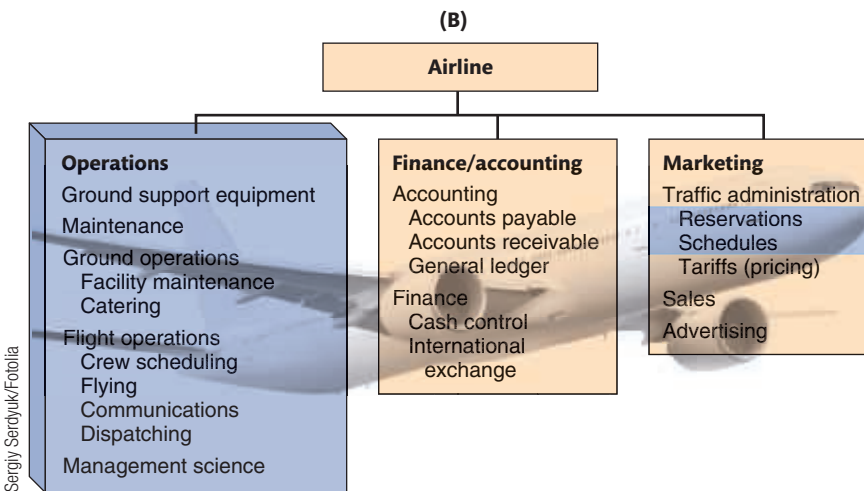 (B)
Airline
Operations
Ground support equipment
Maintenance
Ground operations
Facility maintenance
Catering
Flight operations
Crew scheduling
Flying
Communications
Dispatching
Management science
Finance/accounting
Accounting
Accounts payable
Accounts receivable
General ledger
Finance
Cash control
International
exchange
Marketing
Traffic administration
Reservations
Schedules
Tariffs (pricing)
Sales
Advertising
Sergiy Serdyuk/Fotolia